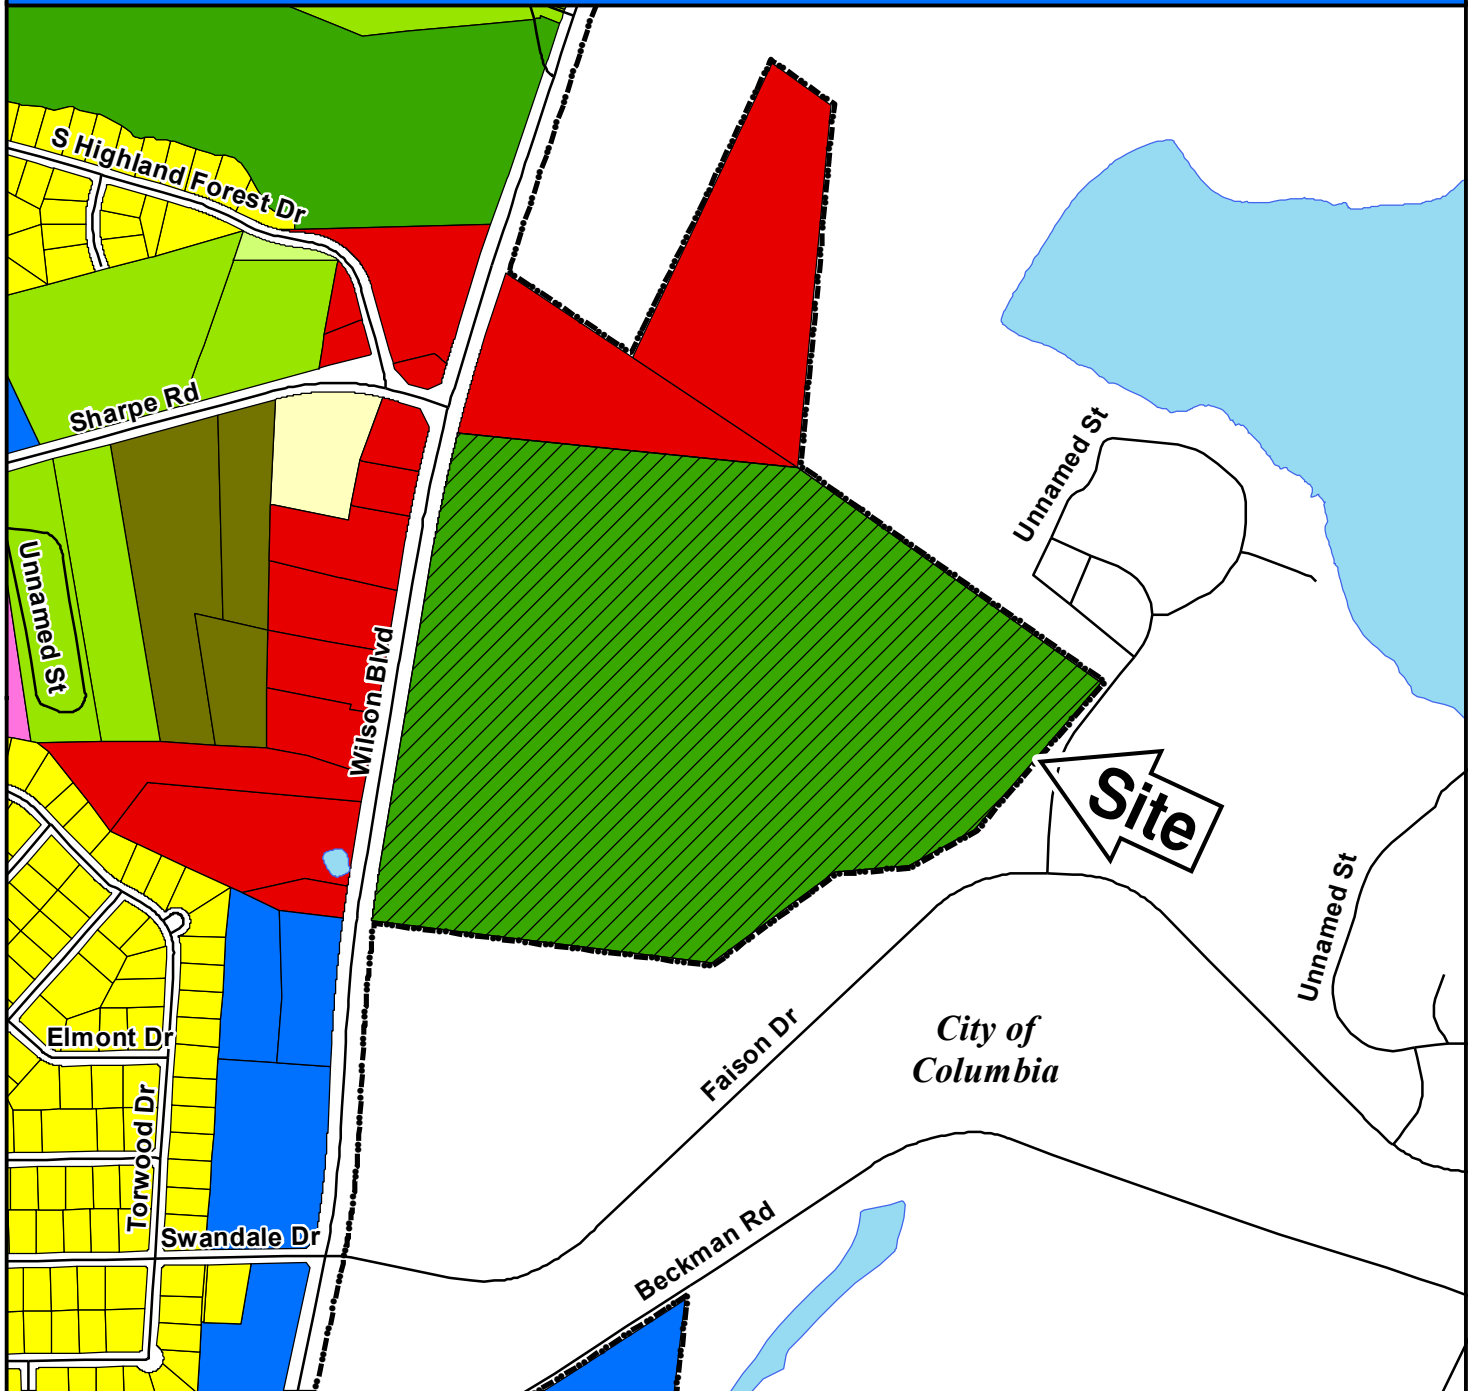 S Highland Forest Dr
Sharpe Rd
Unnamed St
Unnamed St
Wilson Blvd
Site
Unnamed St
Elmont Dr
Faison Dr
City of
Columbia
Torwood Dr
Swandale Dr
Beckman Rd